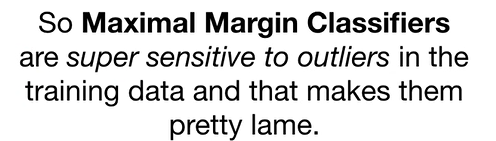 So Maximal Margin Classifiers
are super sensitive to outliers in the
training data and that makes them
pretty lame.